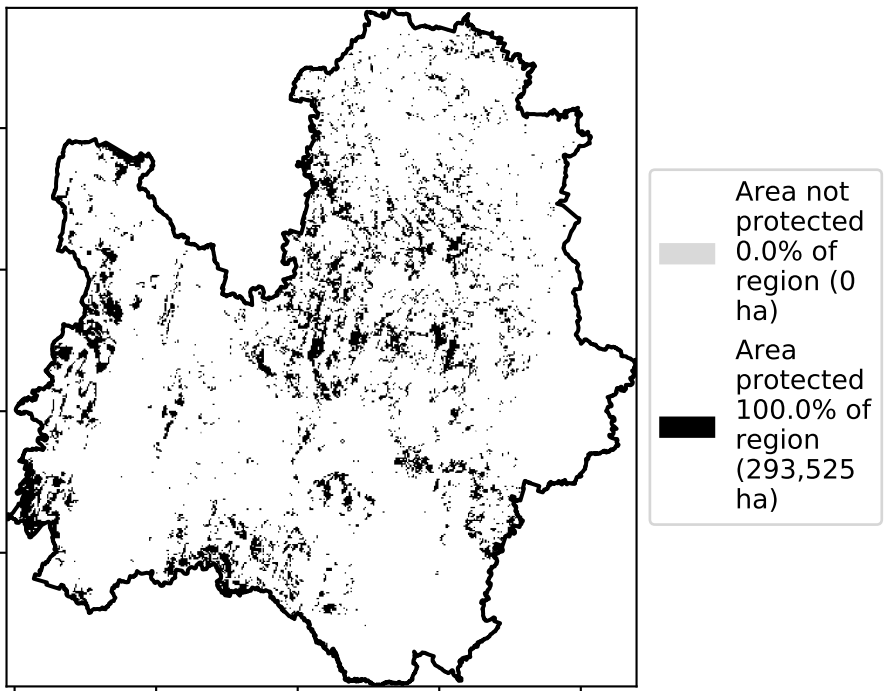 Area not
protected
0.0% of
region (0
ha)
Area
protected
100.0% of
region
(293,525
ha)